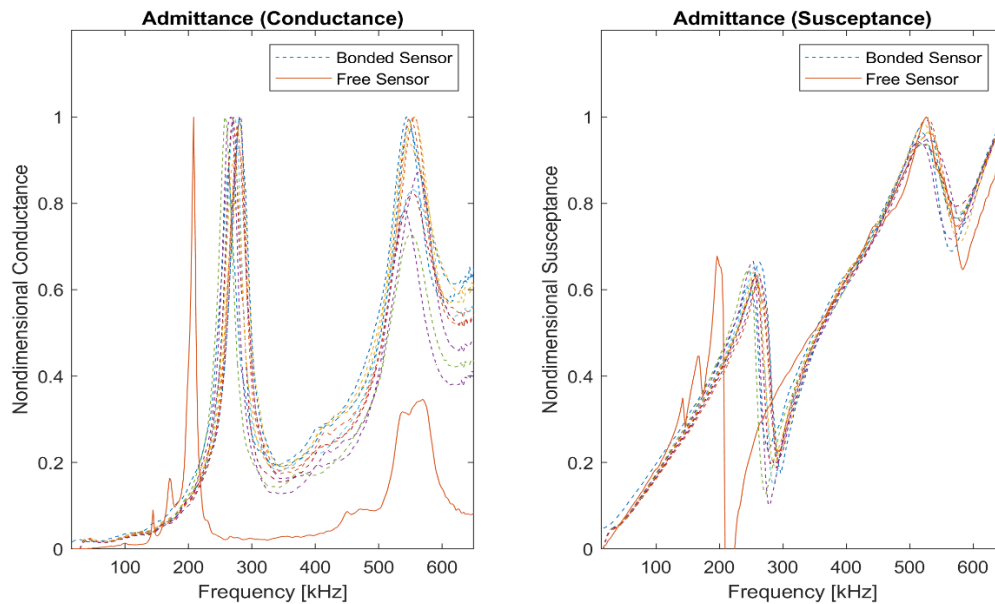 Admittance (Conductance)
Bonded Sensor
Free Sensor
Nondimensional Conductance
1
0.8
0.6
0.4
0.2
0
100 200 300 400 500 600
Frequency [kHz]
Admittance (Susceptance)
Bonded Sensor
Free Sensor
Nondimensional Susceptance
1
0.8
0.6
0.4
0.2
0
100 200 300 400 500 600
Frequency [kHz]